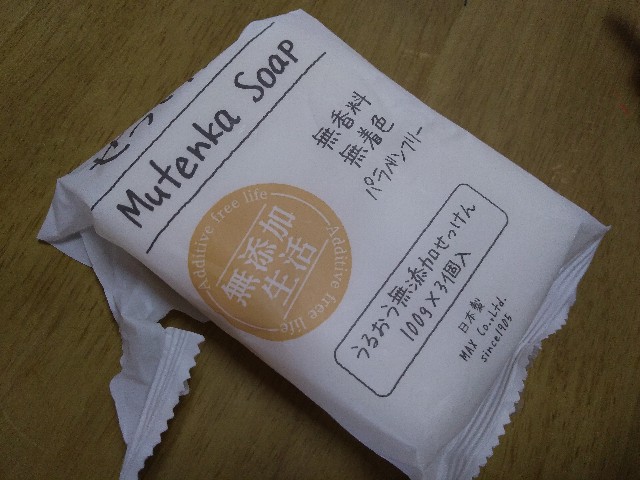 Mutenka Soap
無香料
無着色
パラベンフリー
Additive free life
無添加
生活
Additive free life
うるおう無添加せっけん
100g×3個入
日本製
MAX Co.,Ltd.
since1905